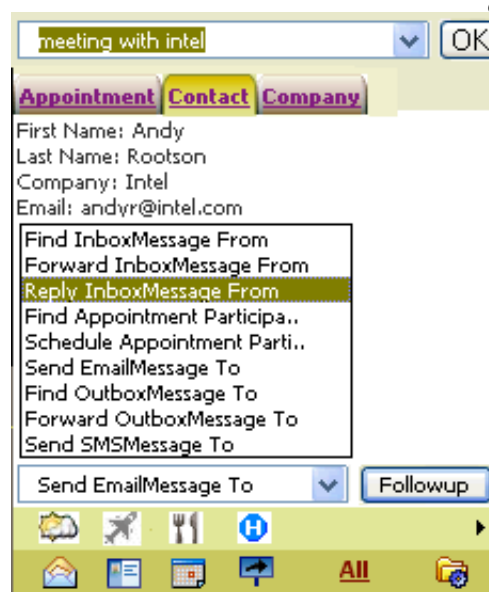 meeting with intel
OK
Appointment Contact Company
First Name: Andy
Last Name: Rootson
Company: Intel
Email: andyr@intel.com
Find InboxMessage From
Forward InboxMessage From
Reply InboxMessage From
Find Appointment Participa..
Schedule Appointment Parti..
Send EmailMessage To
Find OutboxMessage To
Forward OutboxMessage To
Send SMSMessage To
Send EmailMessage To
Followup
H
All